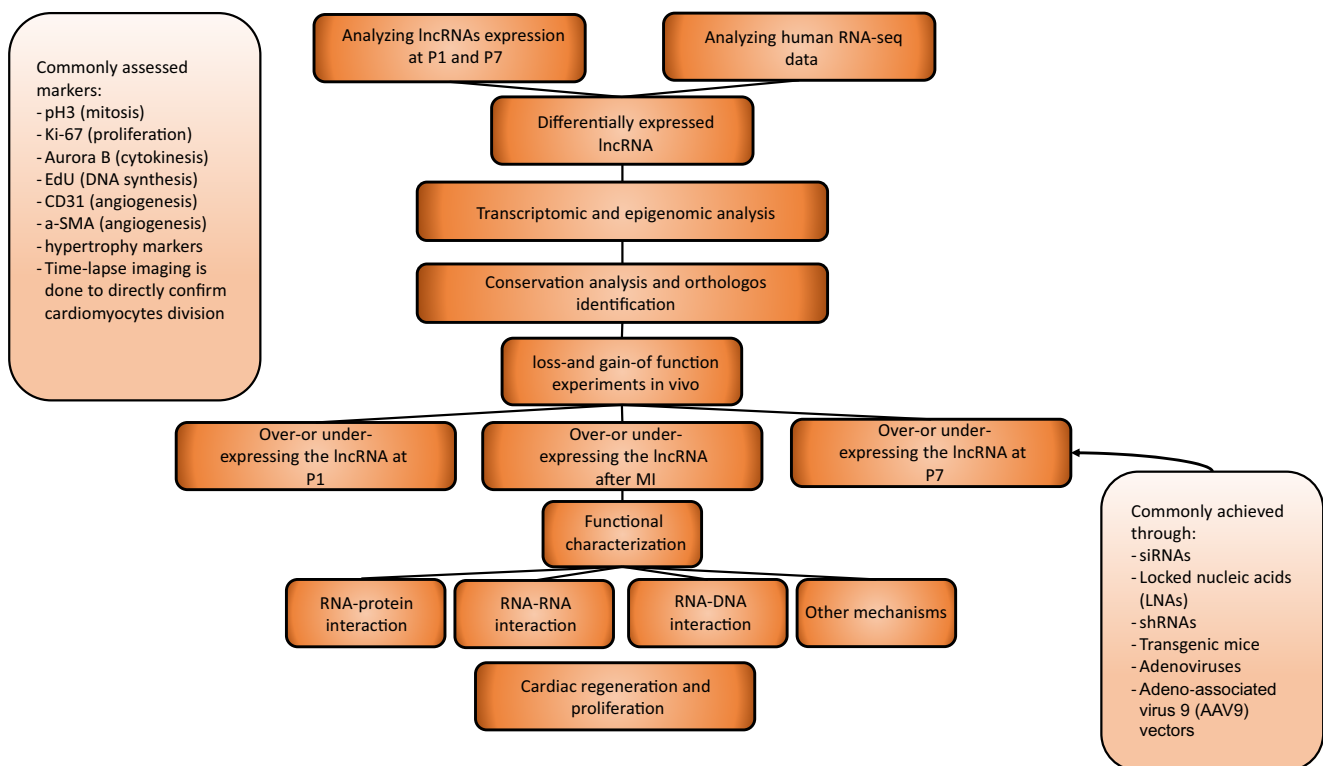 Commonly assessed
markers:
- pH3 (mitosis)
- Ki-67 (proliferation)
- Aurora B (cytokinesis)
- EdU (DNA synthesis)
- CD31 (angiogenesis)
- a-SMA (angiogenesis)
- hypertrophy markers
- Time-lapse imaging is
done to directly confirm
cardiomyocytes division
Analyzing lncRNAs expression
at P1 and P7
Analyzing human RNA-seq
data
Differentially expressed
lncRNA
Transcriptomic and epigenomic analysis
Conservation analysis and orthologos
identification
loss-and gain-of function
experiments in vivo
Over-or under-
expressing the lncRNA at
P1
Over-or under-
expressing the lncRNA
after MI
Over-or under-
expressing the lncRNA at
P7
Functional
characterization
RNA-protein
interaction
RNA-RNA
interaction
RNA-DNA
interaction
Other mechanisms
Cardiac regeneration and
proliferation
Commonly achieved
through:
- siRNAs
- Locked nucleic acids
(LNAs)
- shRNAs
- Transgenic mice
- Adenoviruses
- Adeno-associated
virus 9 (AAV9)
vectors